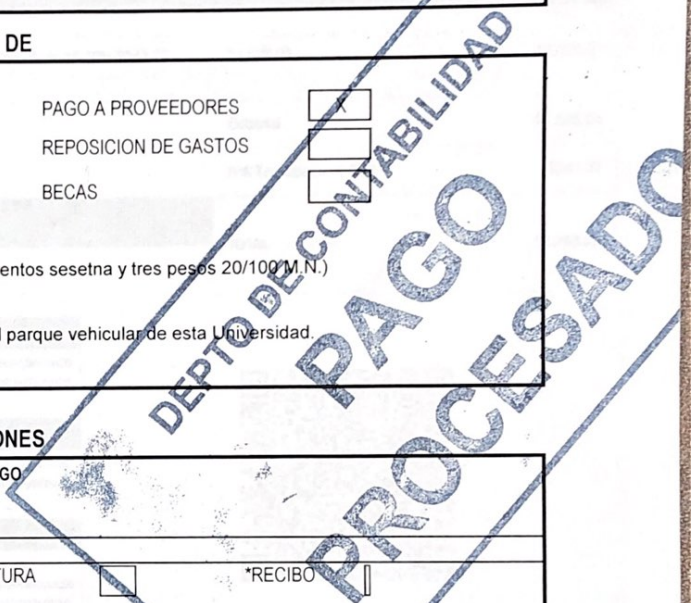 DE
PAGO A PROVEEDORES X
REPOSICION DE GASTOS
BECAS
entos sesetna y tres pesos 20/100 M.N.)
l parque vehicular de esta Universidad.
DEPTO DE CONTABILIDAD
PAGO
PROCESADO
ONES
GO
TURA *RECIBO